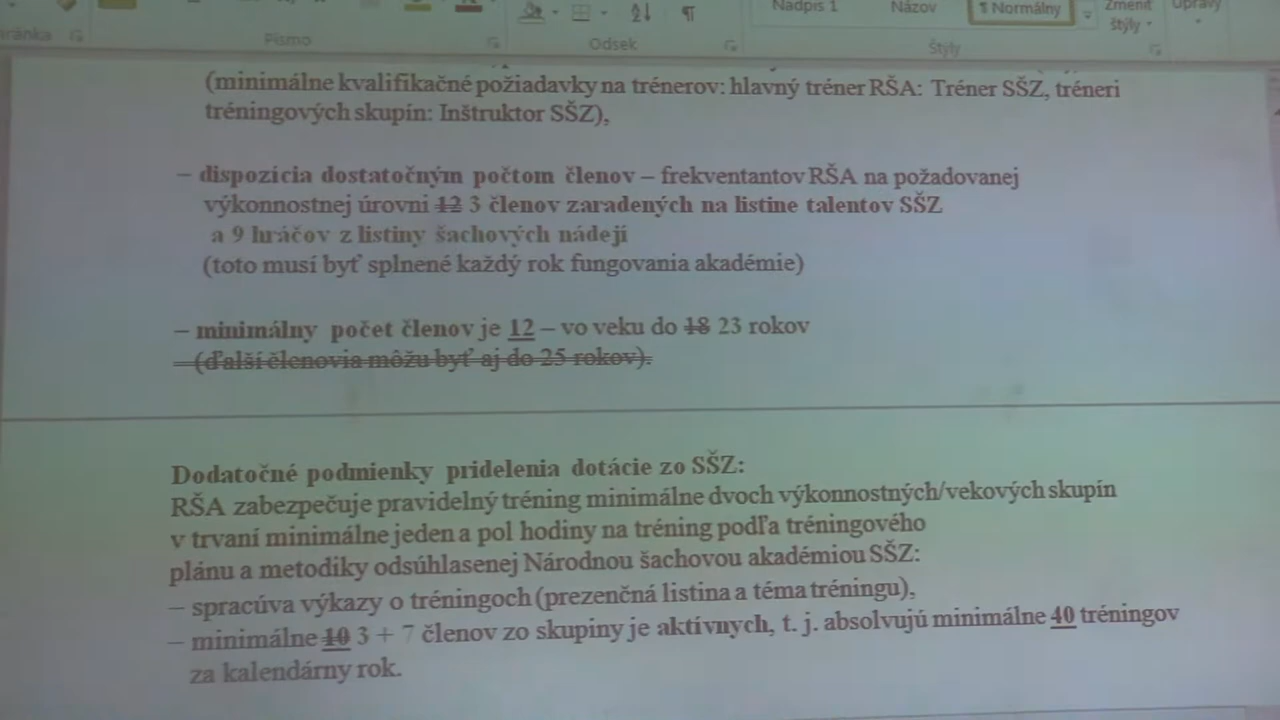 Nadpis 1 Názov ¶ Normálny Zmeniť štýly Úpravy
Písmo Odsek Štýly
(minimálne kvalifikačné požiadavky na trénerov: hlavný tréner RŠA: Tréner SŠZ, tréneri
tréningových skupín: Inštruktor SŠZ),
– dispozícia dostatočným počtom členov – frekventantov RŠA na požadovanej
výkonnostnej úrovni 12 3 členov zaradených na listine talentov SŠZ
a 9 hráčov z listiny šachových nádejí
(toto musí byť splnené každý rok fungovania akadémie)
– minimálny počet členov je 12 – vo veku do 18 23 rokov
(ďalší členovia môžu byť aj do 25 rokov).
Dodatočné podmienky pridelenia dotácie zo SŠZ:
RŠA zabezpečuje pravidelný tréning minimálne dvoch výkonnostných/vekových skupín
v trvaní minimálne jeden a pol hodiny na tréning podľa tréningového
plánu a metodiky odsúhlasenej Národnou šachovou akadémiou SŠZ:
– spracúva výkazy o tréningoch (prezenčná listina a téma tréningu),
– minimálne 10 3 + 7 členov zo skupiny je aktívnych, t. j. absolvujú minimálne 40 tréningov
za kalendárny rok.